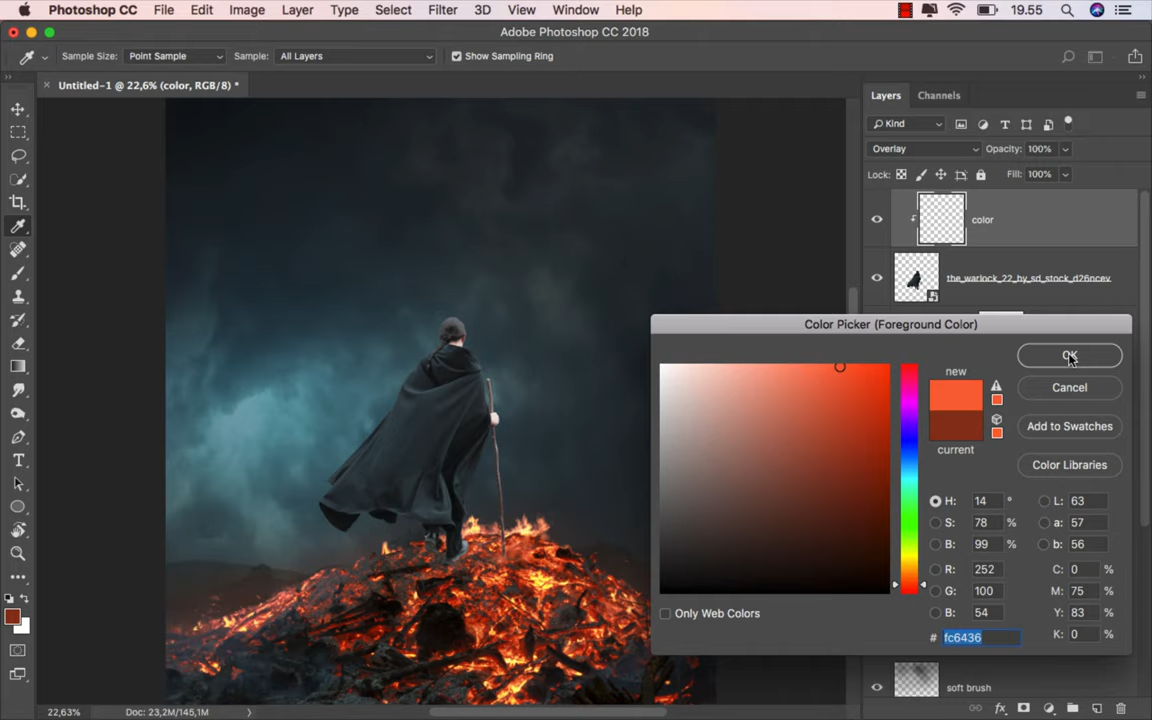 Photoshop CC File Edit Image Layer Type Select Filter 3D View Window Help 19.55
Adobe Photoshop CC 2018
Sample Size: Point Sample Sample: All Layers Show Sampling Ring
Untitled-1 @ 22,6% (color, RGB/8) *
Layers Channels
Kind
Overlay Opacity: 100%
Lock: Fill: 100%
color
the_warlock_22_by_sd_stock_d26ncev
Color Picker (Foreground Color)
new
OK
Cancel
Add to Swatches
current
Color Libraries
H: 14 ° L: 63
S: 78 % a: 57
B: 99 % b: 56
R: 252 C: 0 %
G: 100 M: 75 %
B: 54 Y: 83 %
Only Web Colors
# fc6436 K: 0 %
soft brush
22,63% Doc: 23,2M/145,1M